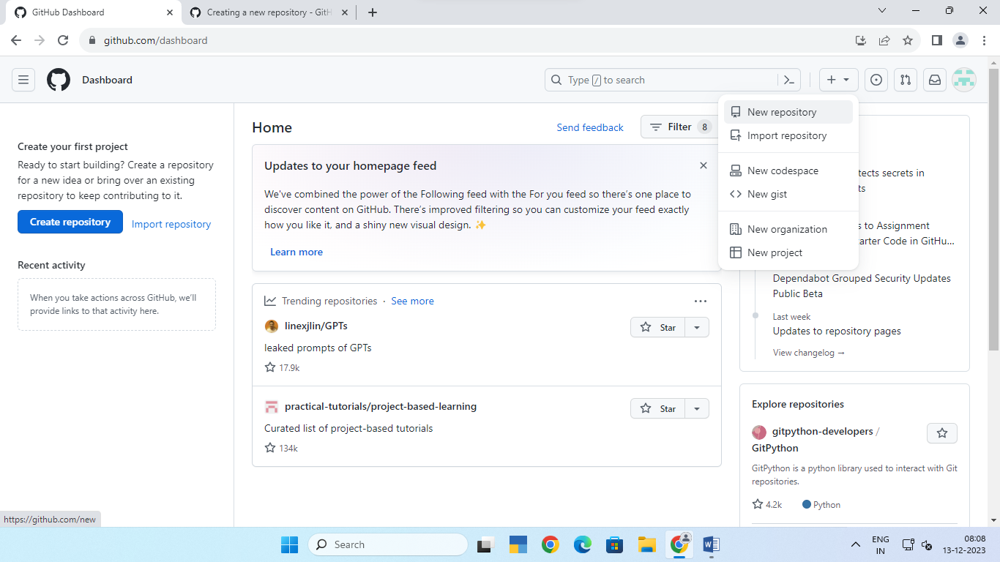 GitHub Dashboard
Creating a new repository - GitH
github.com/dashboard
Dashboard
Type / to search
New repository
Import repository
New codespace
New gist
New organization
New project
Create your first project
Ready to start building? Create a repository
for a new idea or bring over an existing
repository to keep contributing to it.
Create repository
Import repository
Recent activity
When you take actions across GitHub, we'll
provide links to that activity here.
Home
Send feedback
Filter 8
Updates to your homepage feed
We've combined the power of the Following feed with the For you feed so there's one place to
discover content on GitHub. There's improved filtering so you can customize your feed exactly
how you like it, and a shiny new visual design. ✨
Learn more
Trending repositories · See more
linexjlin/GPTs
Star
leaked prompts of GPTs
17.9k
practical-tutorials/project-based-learning
Star
Curated list of project-based tutorials
134k
tects secrets in
ts
s to Assignment
arter Code in GitHu...
Dependabot Grouped Security Updates
Public Beta
Last week
Updates to repository pages
View changelog →
Explore repositories
gitpython-developers /
GitPython
GitPython is a python library used to interact with Git
repositories.
4.2k Python
https://github.com/new
Search
ENG
IN
08:08
13-12-2023